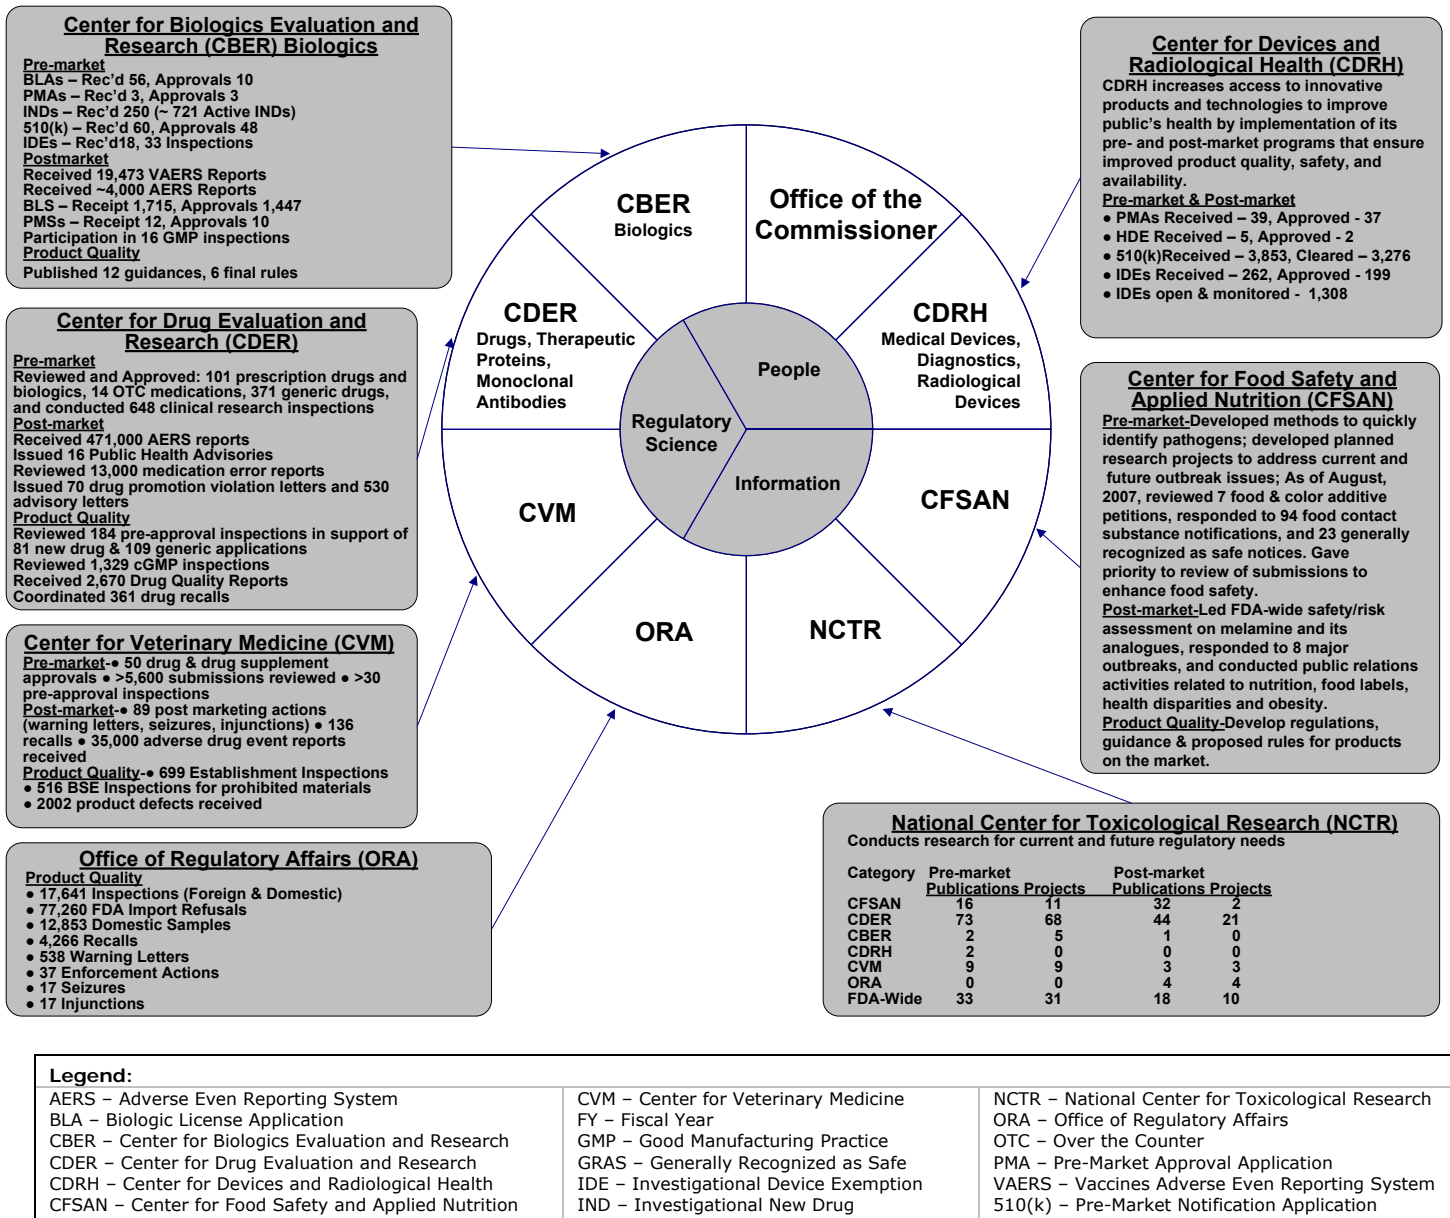 Center for Biologics Evaluation and
Research (CBER) Biologics
Pre-market
BLAs – Rec’d 56, Approvals 10
PMAs – Rec’d 3, Approvals 3
INDs – Rec’d 250 (~ 721 Active INDs)
510(k) – Rec’d 60, Approvals 48
IDEs – Rec’d18, 33 Inspections
Postmarket
Received 19,473 VAERS Reports
Received ~4,000 AERS Reports
BLS – Receipt 1,715, Approvals 1,447
PMSs – Receipt 12, Approvals 10
Participation in 16 GMP inspections
Product Quality
Published 12 guidances, 6 final rules
Center for Drug Evaluation and
Research (CDER)
Pre-market
Reviewed and Approved: 101 prescription drugs and
biologics, 14 OTC medications, 371 generic drugs,
and conducted 648 clinical research inspections
Post-market
Received 471,000 AERS reports
Issued 16 Public Health Advisories
Reviewed 13,000 medication error reports
Issued 70 drug promotion violation letters and 530
advisory letters
Product Quality
Reviewed 184 pre-approval inspections in support of
81 new drug & 109 generic applications
Reviewed 1,329 cGMP inspections
Received 2,670 Drug Quality Reports
Coordinated 361 drug recalls
Center for Veterinary Medicine (CVM)
Pre-market-● 50 drug & drug supplement
approvals ● >5,600 submissions reviewed ● >30
pre-approval inspections
Post-market-● 89 post marketing actions
(warning letters, seizures, injunctions) ● 136
recalls ● 35,000 adverse drug event reports
received
Product Quality-● 699 Establishment Inspections
● 516 BSE Inspections for prohibited materials
● 2002 product defects received
Office of Regulatory Affairs (ORA)
Product Quality
● 17,641 Inspections (Foreign & Domestic)
● 77,260 FDA Import Refusals
● 12,853 Domestic Samples
● 4,266 Recalls
● 538 Warning Letters
● 37 Enforcement Actions
● 17 Seizures
● 17 Injunctions
CBER
Biologics
Office of the
Commissioner
CDER
Drugs, Therapeutic
Proteins,
Monoclonal
Antibodies
CDRH
Medical Devices,
Diagnostics,
Radiological
Devices
People
Regulatory
Science
Information
CVM
CFSAN
ORA
NCTR
Center for Devices and
Radiological Health (CDRH)
CDRH increases access to innovative
products and technologies to improve
public’s health by implementation of its
pre- and post-market programs that ensure
improved product quality, safety, and
availability.
Pre-market & Post-market
● PMAs Received – 39, Approved - 37
● HDE Received – 5, Approved - 2
● 510(k)Received – 3,853, Cleared – 3,276
● IDEs Received – 262, Approved - 199
● IDEs open & monitored - 1,308
Center for Food Safety and
Applied Nutrition (CFSAN)
Pre-market-Developed methods to quickly
identify pathogens; developed planned
research projects to address current and
future outbreak issues; As of August,
2007, reviewed 7 food & color additive
petitions, responded to 94 food contact
substance notifications, and 23 generally
recognized as safe notices. Gave
priority to review of submissions to
enhance food safety.
Post-market-Led FDA-wide safety/risk
assessment on melamine and its
analogues, responded to 8 major
outbreaks, and conducted public relations
activities related to nutrition, food labels,
health disparities and obesity.
Product Quality-Develop regulations,
guidance & proposed rules for products
on the market.
National Center for Toxicological Research (NCTR)
Conducts research for current and future regulatory needs
Category Pre-market Post-market
Publications Projects Publications Projects
CFSAN 16 11 32 2
CDER 73 68 44 21
CBER 2 5 1 0
CDRH 2 0 0 0
CVM 9 9 3 3
ORA 0 0 4 4
FDA-Wide 33 31 18 10
Legend:
AERS – Adverse Even Reporting System
BLA – Biologic License Application
CBER – Center for Biologics Evaluation and Research
CDER – Center for Drug Evaluation and Research
CDRH – Center for Devices and Radiological Health
CFSAN – Center for Food Safety and Applied Nutrition
CVM – Center for Veterinary Medicine
FY – Fiscal Year
GMP – Good Manufacturing Practice
GRAS – Generally Recognized as Safe
IDE – Investigational Device Exemption
IND – Investigational New Drug
NCTR – National Center for Toxicological Research
ORA – Office of Regulatory Affairs
OTC – Over the Counter
PMA – Pre-Market Approval Application
VAERS – Vaccines Adverse Even Reporting System
510(k) – Pre-Market Notification Application